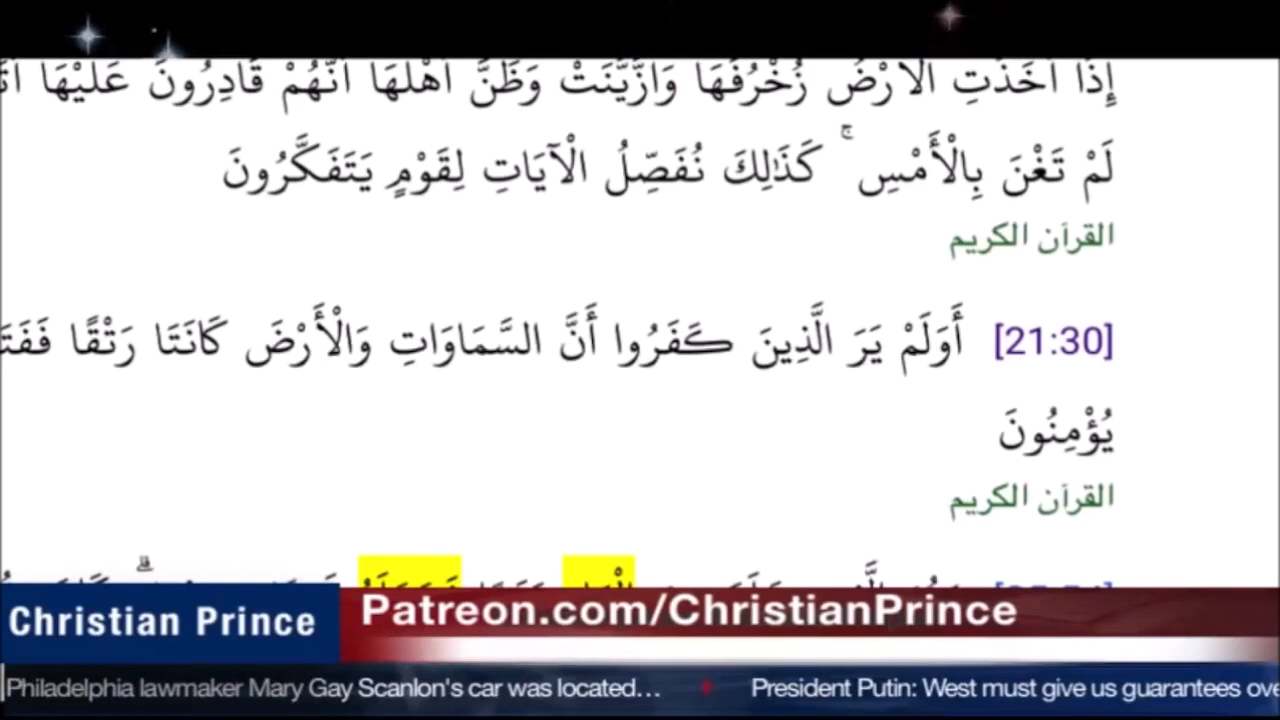 إِذَا أَخَذَتِ الْأَرْضُ زُخْرُفَهَا وَازَّيَّنَتْ وَظَنَّ أَهْلُهَا أَنَّهُمْ قَادِرُونَ عَلَيْهَا
لَمْ تَغْنَ بِالْأَمْسِ ۚ كَذَٰلِكَ نُفَصِّلُ الْآيَاتِ لِقَوْمٍ يَتَفَكَّرُونَ
القرآن الكريم
[21:30] أَوَلَمْ يَرَ الَّذِينَ كَفَرُوا أَنَّ السَّمَاوَاتِ وَالْأَرْضَ كَانَتَا رَتْقًا
يُؤْمِنُونَ
القرآن الكريم
Christian Prince
Patreon.com/ChristianPrince
Philadelphia lawmaker Mary Gay Scanlon's car was located... President Putin: West must give us guarantees